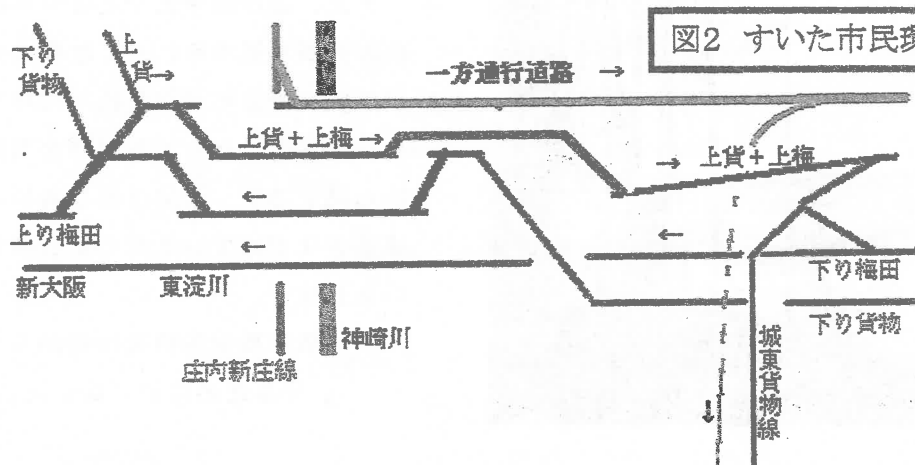 図2 すいた市民環
下り
貨物
上
貨→
一方通行道路 →
上貨+上梅→
→
上貨+上梅
←
←
←
上り梅田
新大阪
東淀川
神崎川
庄内新庄線
下り梅田
下り貨物
城東貨物線
↓